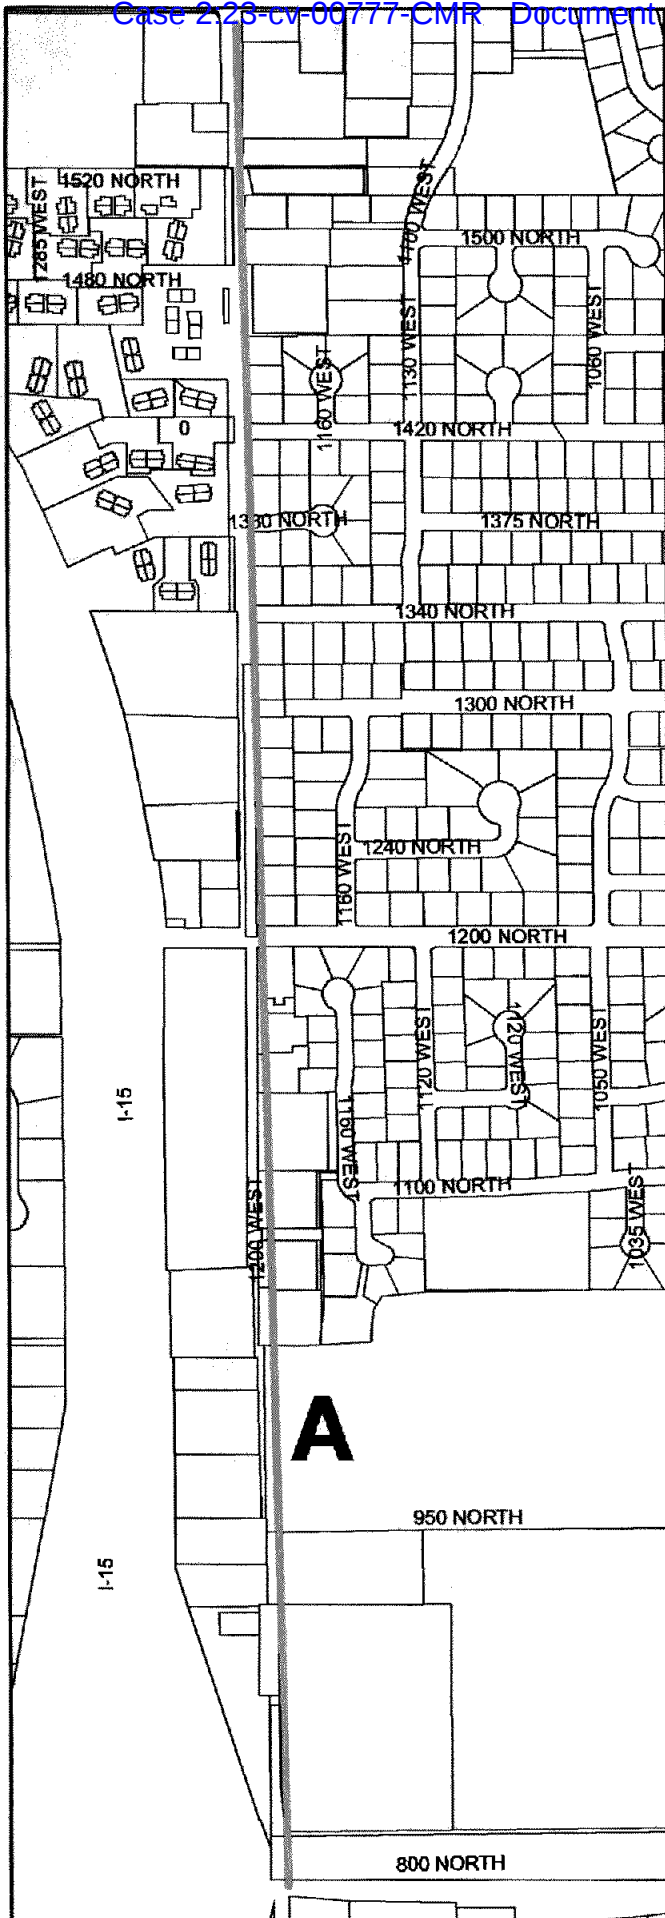 Case 2:23-cv-00777-CMR Document
1520 NORTH
1285 WEST
1700 WEST
1500 NORTH
1480 NORTH
1130 WEST
1060 WEST
1160 WEST
0
1420 NORTH
1380 NORTH
1375 NORTH
1340 NORTH
1300 NORTH
1160 WEST
1240 NORTH
1200 NORTH
1120 WEST
1120 WEST
1050 WEST
I-15
1160 WEST
1100 NORTH
1200 WEST
1035 WEST
A
950 NORTH
I-15
800 NORTH